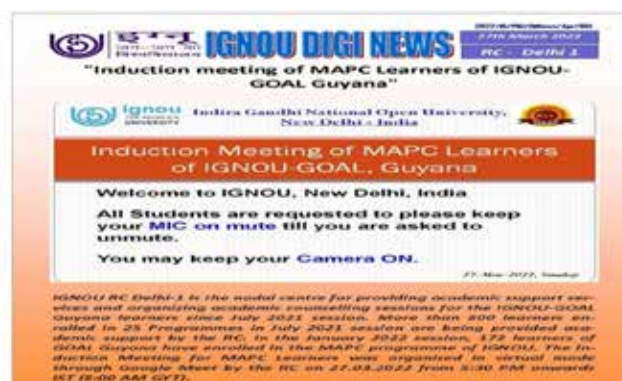 इग्नू
IGNOU DIGI NEWS
27th March 2022
RC - Delhi 1
"Induction meeting of MAPC Learners of IGNOU-
GOAL Guyana"
ignou
THE PEOPLE'S
UNIVERSITY
Indira Gandhi National Open University,
New Delhi - India
Induction Meeting of MAPC Learners
of IGNOU-GOAL, Guyana
Welcome to IGNOU, New Delhi, India
All Students are requested to please keep
your MIC on mute till you are asked to
unmute.
You may keep your Camera ON.
27-Mar-2022, Sunday
IGNOU RC Delhi-1 is the nodal centre for providing academic support ser-
vices and organizing academic counselling sessions for the IGNOU-GOAL
Guyana learners since July 2021 session. More than 800 learners en-
rolled in 25 Programmes in July 2021 session are being provided aca-
demic support by the RC. In the January 2022 session, 172 learners of
GOAL Guyana have enrolled in the MAPC programme of IGNOU. The In-
duction Meeting for MAPC Learners was organized in virtual mode
through Google Meet by the RC on 27.03.2022 from 5:30 PM onwards
IST (8:00 AM GYT).